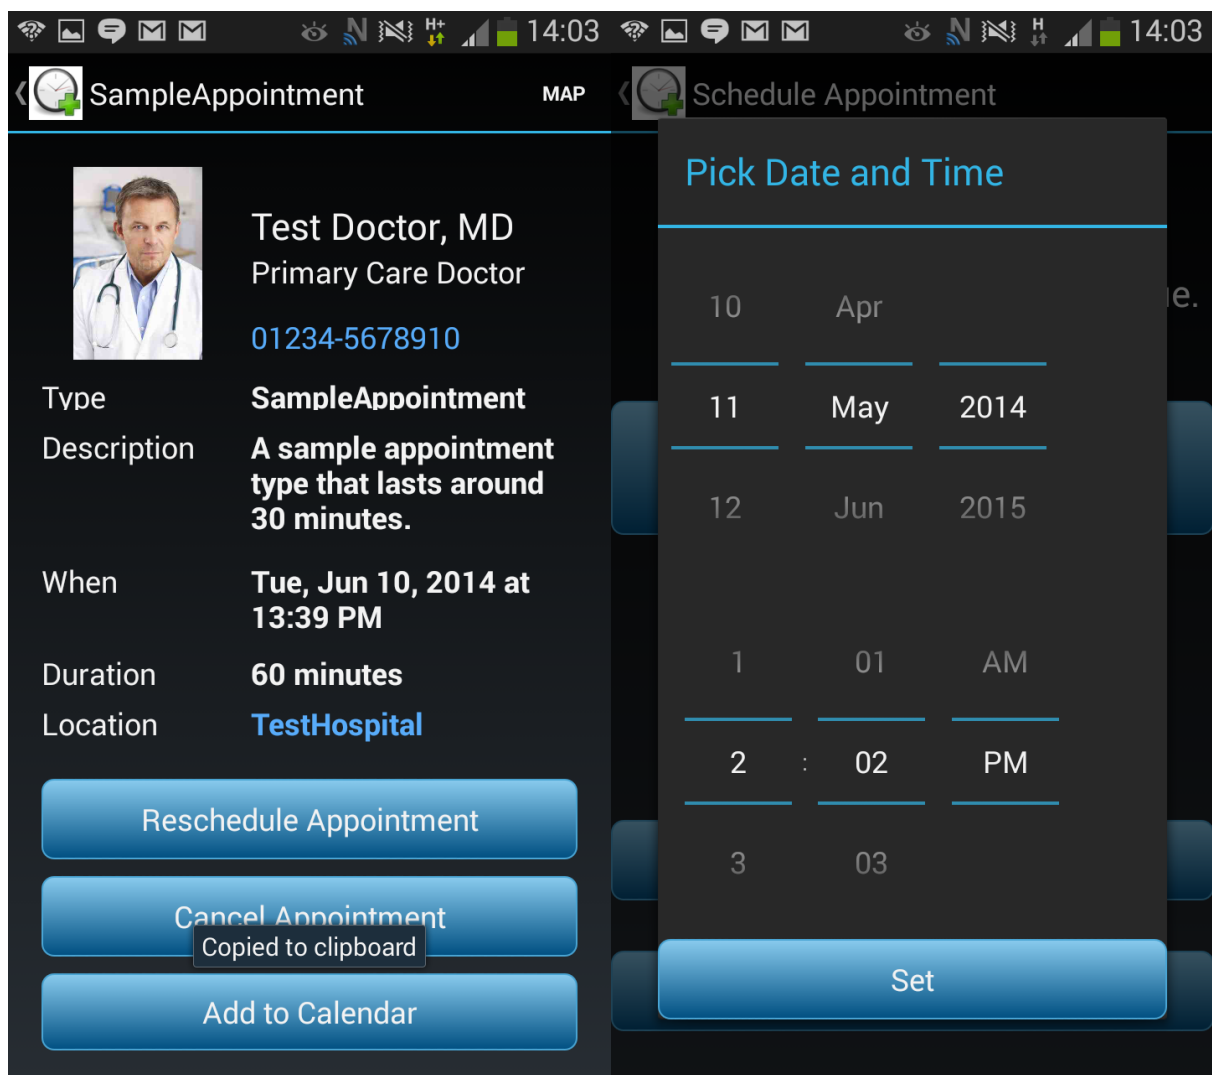 14:03
SampleAppointment MAP
Test Doctor, MD
Primary Care Doctor
01234-5678910
Type SampleAppointment
Description A sample appointment
type that lasts around
30 minutes.
When Tue, Jun 10, 2014 at
13:39 PM
Duration 60 minutes
Location TestHospital
Reschedule Appointment
Cancel Appointment
Copied to clipboard
Add to Calendar
H 14:03
Schedule Appointment
Pick Date and Time
10 Apr
11 May 2014
12 Jun 2015
1 01 AM
2 : 02 PM
3 03
Set